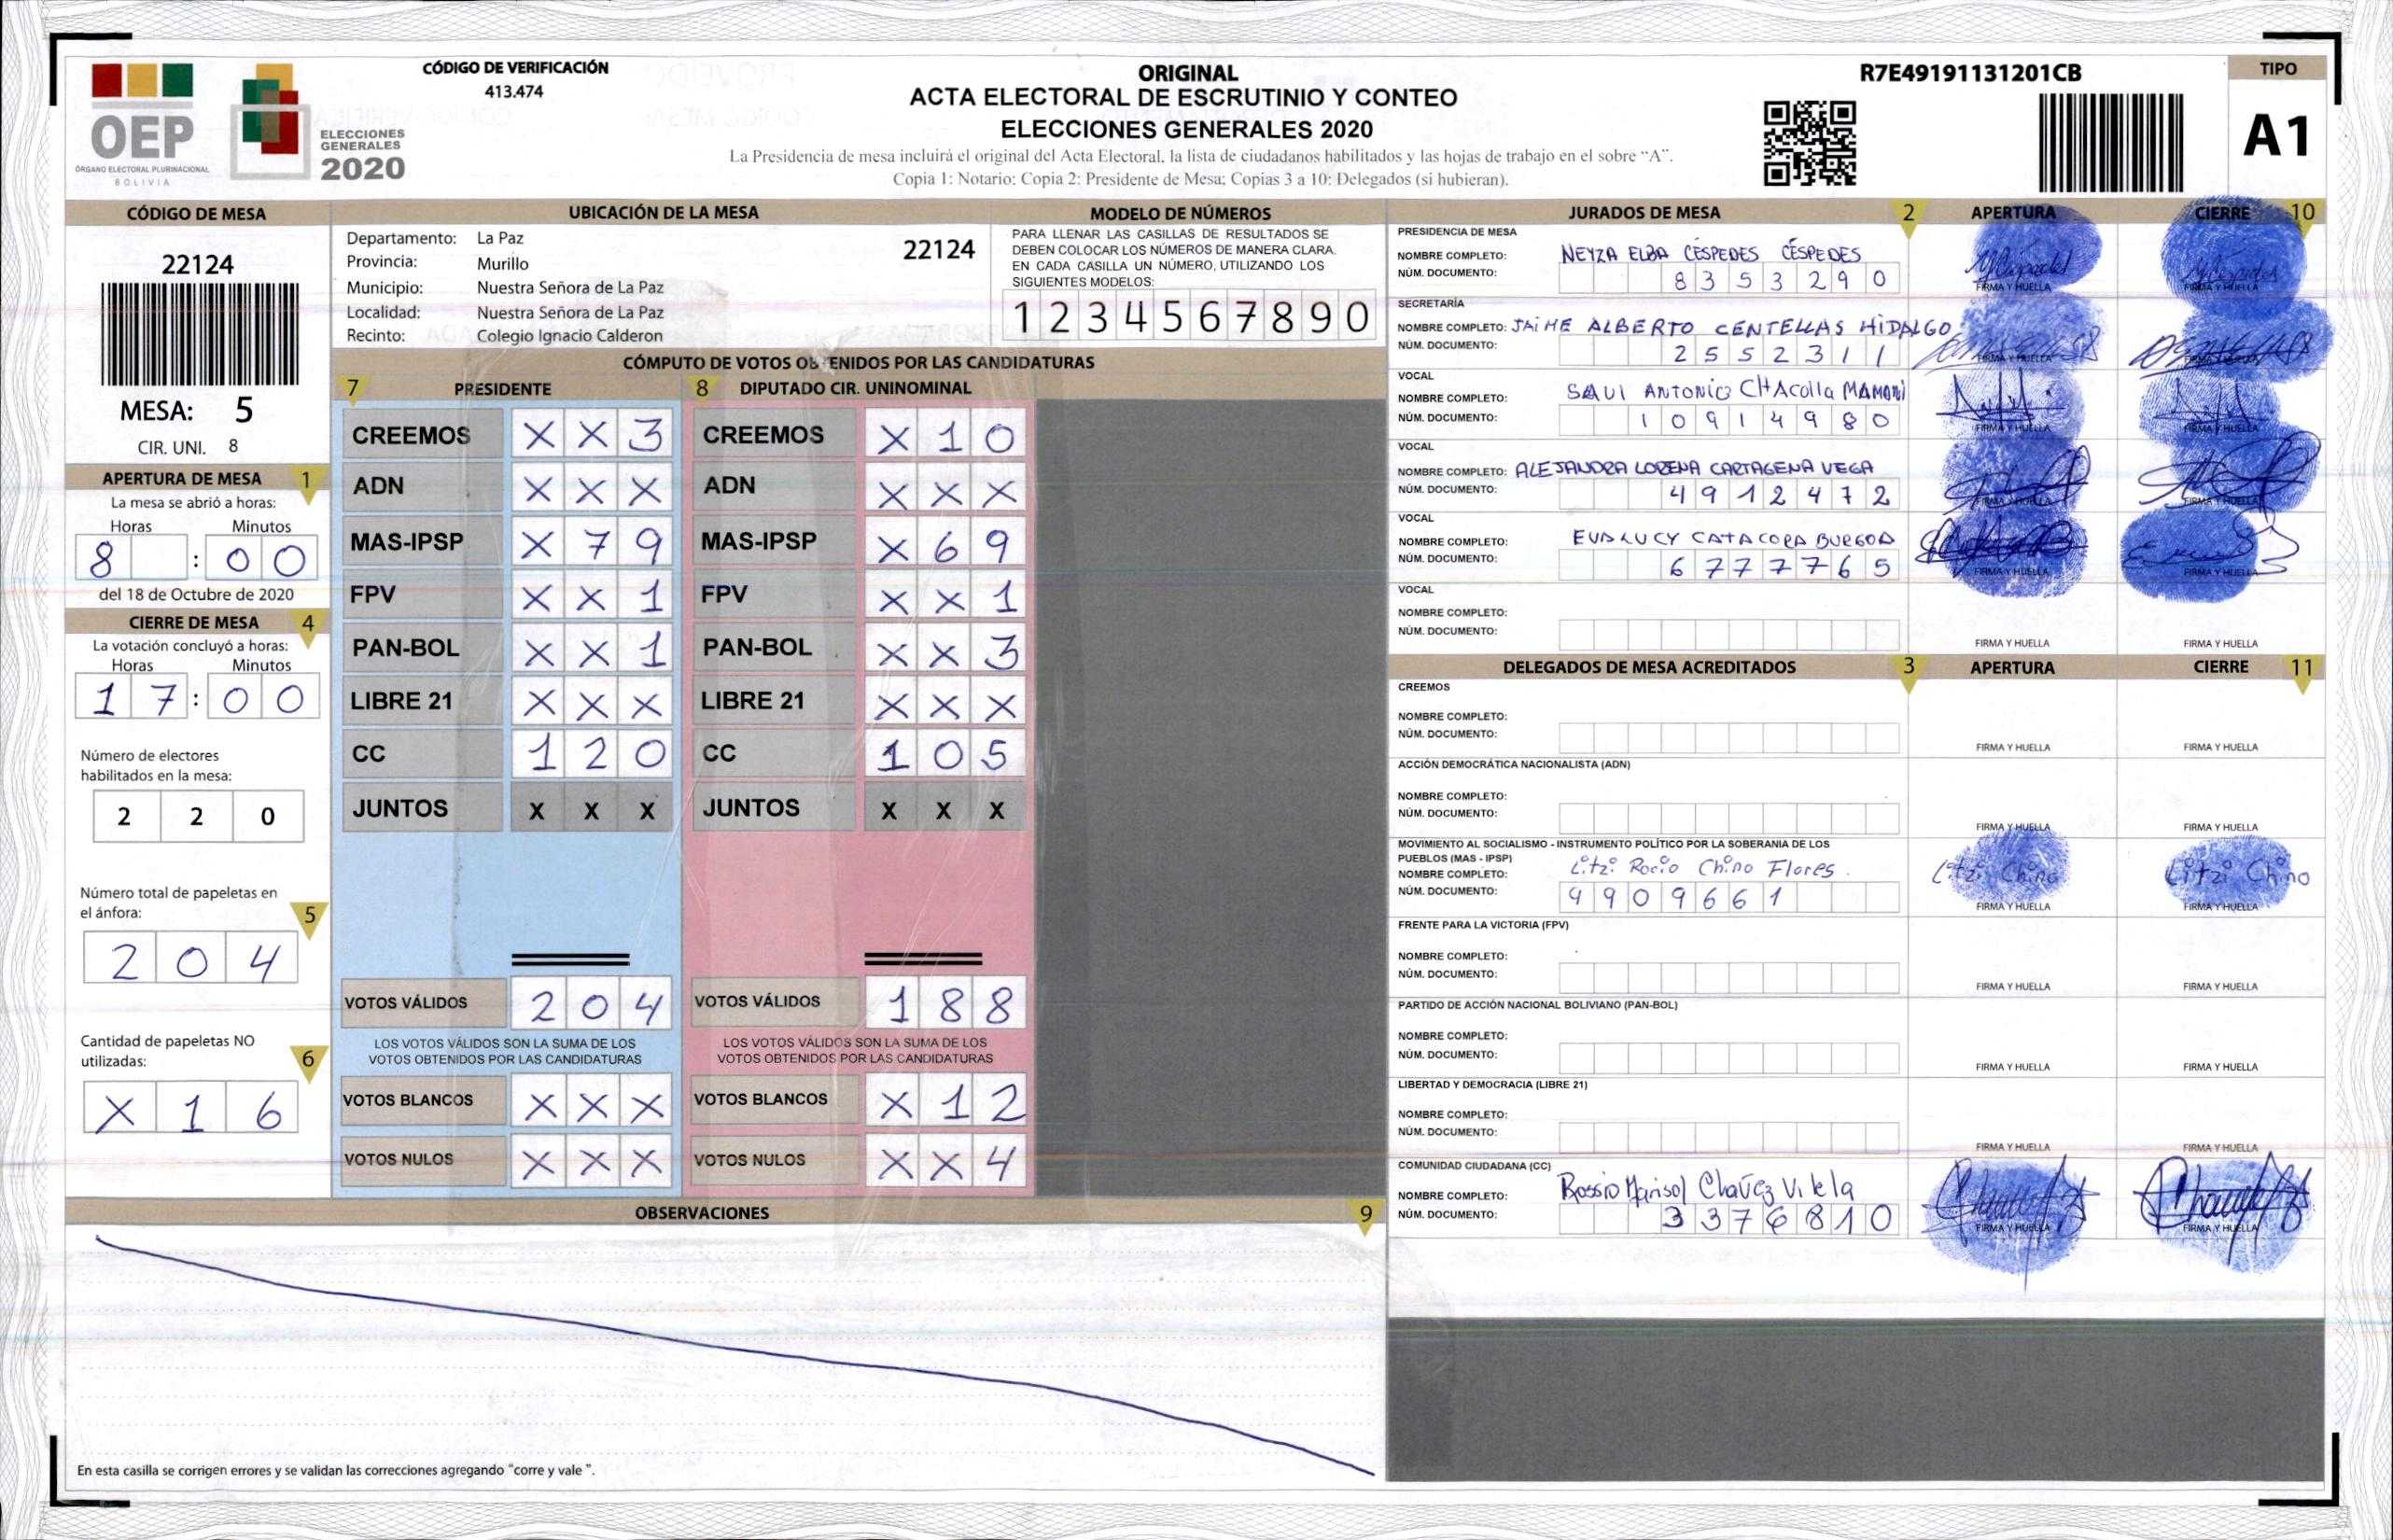 OEP
ÓRGANO ELECTORAL PLURINACIONAL
BOLIVIA
ELECCIONES
GENERALES
2020
CÓDIGO DE VERIFICACIÓN
413.474
ORIGINAL
ACTA ELECTORAL DE ESCRUTINIO Y CONTEO
ELECCIONES GENERALES 2020
La Presidencia de mesa incluirá el original del Acta Electoral, la lista de ciudadanos habilitados y las hojas de trabajo en el sobre "A".
Copia 1: Notario; Copia 2: Presidente de Mesa; Copias 3 a 10: Delegados (si hubieran).
R7E49191131201CB
TIPO
A1
CÓDIGO DE MESA
22124
MESA: 5
CIR. UNI. 8
APERTURA DE MESA 1
La mesa se abrió a horas:
Horas Minutos
8 : 0 0
del 18 de Octubre de 2020
CIERRE DE MESA 4
La votación concluyó a horas:
Horas Minutos
1 7 : 0 0
Número de electores
habilitados en la mesa:
2 2 0
Número total de papeletas en
el ánfora: 5
2 0 4
Cantidad de papeletas NO
utilizadas: 6
X 1 6
UBICACIÓN DE LA MESA
Departamento: La Paz 22124
Provincia: Murillo
Municipio: Nuestra Señora de La Paz
Localidad: Nuestra Señora de La Paz
Recinto: Colegio Ignacio Calderon
MODELO DE NÚMEROS
PARA LLENAR LAS CASILLAS DE RESULTADOS SE
DEBEN COLOCAR LOS NÚMEROS DE MANERA CLARA.
EN CADA CASILLA UN NÚMERO, UTILIZANDO LOS
SIGUIENTES MODELOS:
1 2 3 4 5 6 7 8 9 0
CÓMPUTO DE VOTOS OBTENIDOS POR LAS CANDIDATURAS
7 PRESIDENTE
CREEMOS X X 3
ADN X X X
MAS-IPSP X 7 9
FPV X X 1
PAN-BOL X X 1
LIBRE 21 X X X
CC 1 2 0
JUNTOS X X X
VOTOS VÁLIDOS 2 0 4
LOS VOTOS VÁLIDOS SON LA SUMA DE LOS
VOTOS OBTENIDOS POR LAS CANDIDATURAS
VOTOS BLANCOS X X X
VOTOS NULOS X X X
8 DIPUTADO CIR. UNINOMINAL
CREEMOS X 1 0
ADN X X X
MAS-IPSP X 6 9
FPV X X 1
PAN-BOL X X 3
LIBRE 21 X X X
CC 1 0 5
JUNTOS X X X
VOTOS VÁLIDOS 1 8 8
LOS VOTOS VÁLIDOS SON LA SUMA DE LOS
VOTOS OBTENIDOS POR LAS CANDIDATURAS
VOTOS BLANCOS X 1 2
VOTOS NULOS X X 4
OBSERVACIONES 9
En esta casilla se corrigen errores y se validan las correcciones agregando "corre y vale ".
JURADOS DE MESA 2 APERTURA CIERRE 10
PRESIDENCIA DE MESA
NOMBRE COMPLETO: NEYZA ELBA CÉSPEDES CÉSPEDES
NÚM. DOCUMENTO: 8 3 5 3 2 9 0
FIRMA Y HUELLA FIRMA Y HUELLA
SECRETARÍA
NOMBRE COMPLETO: JAIME ALBERTO CENTELLAS HIDALGO
NÚM. DOCUMENTO: 2 5 5 2 3 1 1
FIRMA Y HUELLA FIRMA Y HUELLA
VOCAL
NOMBRE COMPLETO: SAUL ANTONIO CHAcollA MAMANI
NÚM. DOCUMENTO: 1 0 9 1 4 9 8 0
FIRMA Y HUELLA FIRMA Y HUELLA
VOCAL
NOMBRE COMPLETO: ALEJANDRA LORENA CARTAGENA VEGA
NÚM. DOCUMENTO: 4 9 1 2 4 7 2
FIRMA Y HUELLA FIRMA Y HUELLA
VOCAL
NOMBRE COMPLETO: EVA LUCY CATACORA BURGOA
NÚM. DOCUMENTO: 6 7 7 7 7 6 5
FIRMA Y HUELLA FIRMA Y HUELLA
VOCAL
NOMBRE COMPLETO:
NÚM. DOCUMENTO:
FIRMA Y HUELLA FIRMA Y HUELLA
DELEGADOS DE MESA ACREDITADOS 3 APERTURA CIERRE 11
CREEMOS
NOMBRE COMPLETO:
NÚM. DOCUMENTO:
FIRMA Y HUELLA FIRMA Y HUELLA
ACCIÓN DEMOCRÁTICA NACIONALISTA (ADN)
NOMBRE COMPLETO:
NÚM. DOCUMENTO:
FIRMA Y HUELLA FIRMA Y HUELLA
MOVIMIENTO AL SOCIALISMO - INSTRUMENTO POLÍTICO POR LA SOBERANIA DE LOS
PUEBLOS (MAS - IPSP)
NOMBRE COMPLETO: Litzi Rocio Chino Flores.
Litzi Chino Litzi Chino
NÚM. DOCUMENTO: 4 9 0 9 6 6 1
FIRMA Y HUELLA FIRMA Y HUELLA
FRENTE PARA LA VICTORIA (FPV)
NOMBRE COMPLETO:
NÚM. DOCUMENTO:
FIRMA Y HUELLA FIRMA Y HUELLA
PARTIDO DE ACCIÓN NACIONAL BOLIVIANO (PAN-BOL)
NOMBRE COMPLETO:
NÚM. DOCUMENTO:
FIRMA Y HUELLA FIRMA Y HUELLA
LIBERTAD Y DEMOCRACIA (LIBRE 21)
NOMBRE COMPLETO:
NÚM. DOCUMENTO:
FIRMA Y HUELLA FIRMA Y HUELLA
COMUNIDAD CIUDADANA (CC)
NOMBRE COMPLETO: Rossio Marisol Chavez Vilela
NÚM. DOCUMENTO: 3 3 7 6 8 1 0
FIRMA Y HUELLA FIRMA Y HUELLA